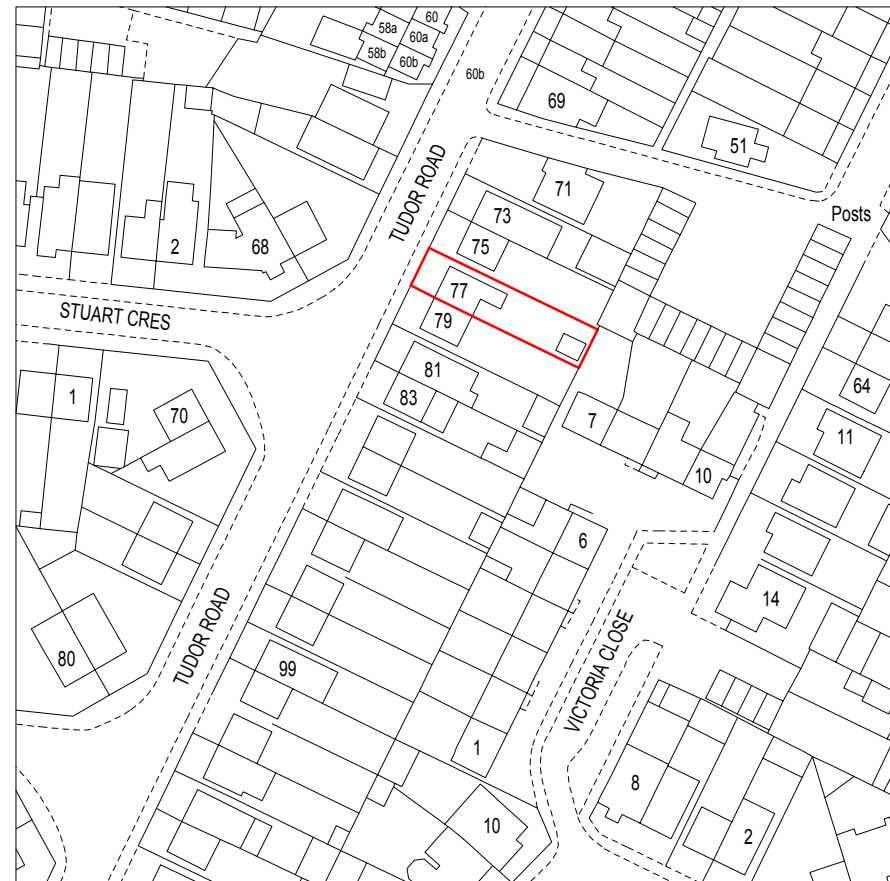 60
58a
60a
58b
60b
60b
69
51
71
TUDOR ROAD
73
Posts
2
68
75
77
STUART CRES
79
81
64
1
83
70
7
11
10
6
14
TUDOR ROAD
VICTORIA CLOSE
80
99
1
8
10
2